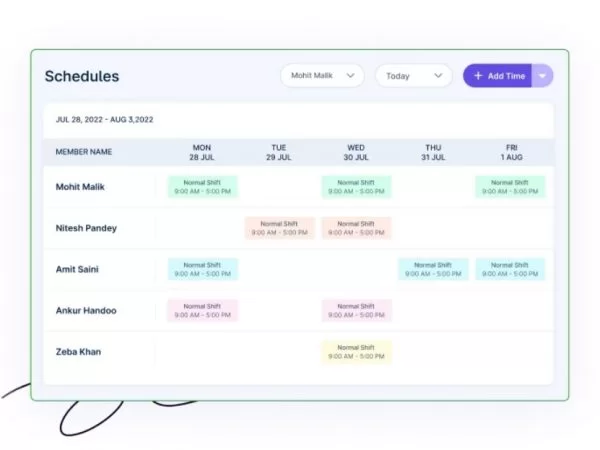 Schedules
Mohit Malik
Today
+ Add Time
JUL 28, 2022 - AUG 3,2022
MEMBER NAME
MON
28 JUL
TUE
29 JUL
WED
30 JUL
THU
31 JUL
FRI
1 AUG
Mohit Malik
Normal Shift
9:00 AM - 5:00 PM
Normal Shift
9:00 AM - 5:00 PM
Normal Shift
9:00 AM - 5:00 PM
Nitesh Pandey
Normal Shift
9:00 AM - 5:00 PM
Normal Shift
9:00 AM - 5:00 PM
Amit Saini
Normal Shift
9:00 AM - 5:00 PM
Normal Shift
9:00 AM - 5:00 PM
Normal Shift
9:00 AM - 5:00 PM
Ankur Handoo
Normal Shift
9:00 AM - 5:00 PM
Normal Shift
9:00 AM - 5:00 PM
Zeba Khan
Normal Shift
9:00 AM - 5:00 PM